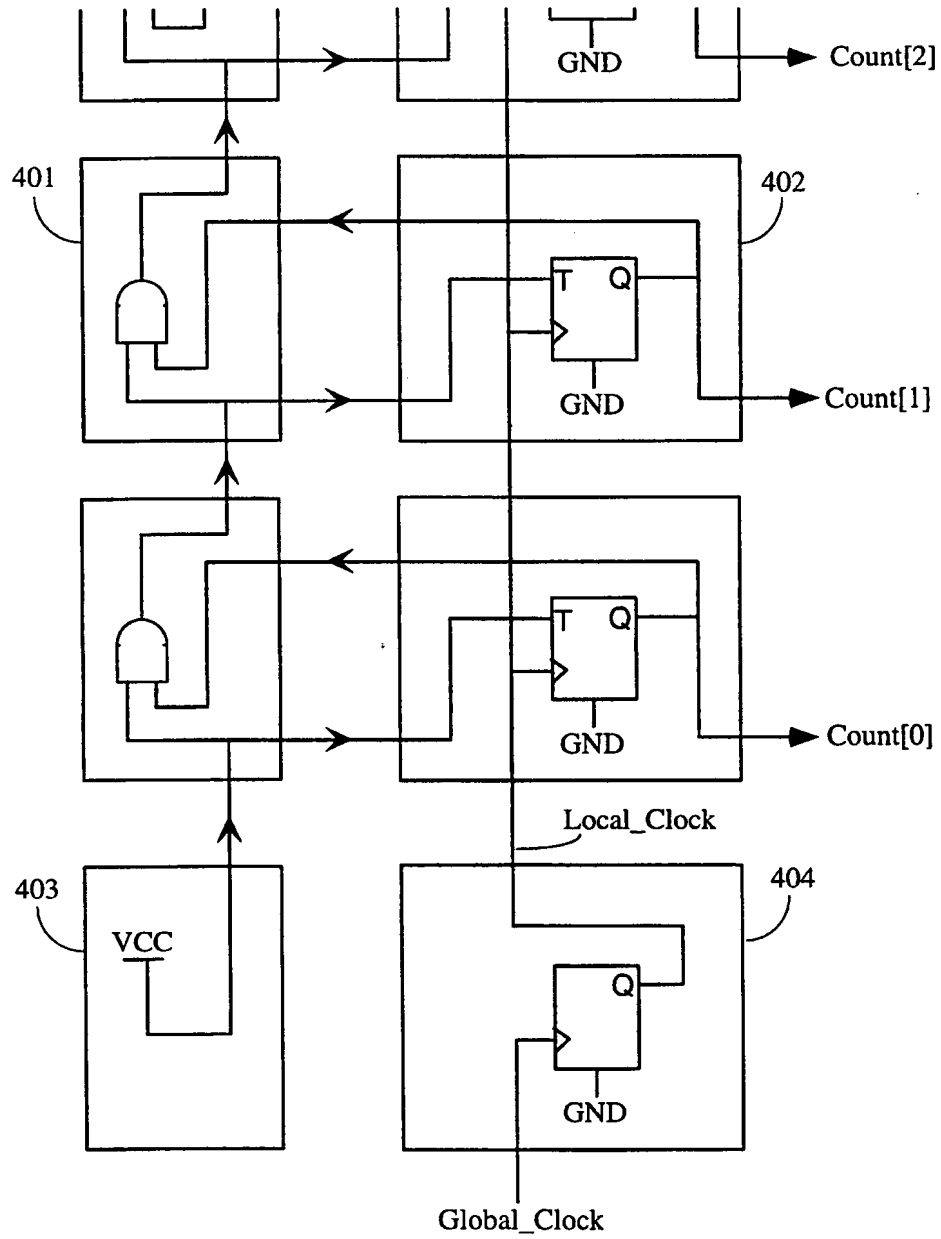 GND
Count[2]
401
402
T Q
GND
Count[1]
T Q
GND
Count[0]
Local_Clock
403
404
VCC
Q
GND
Global_Clock